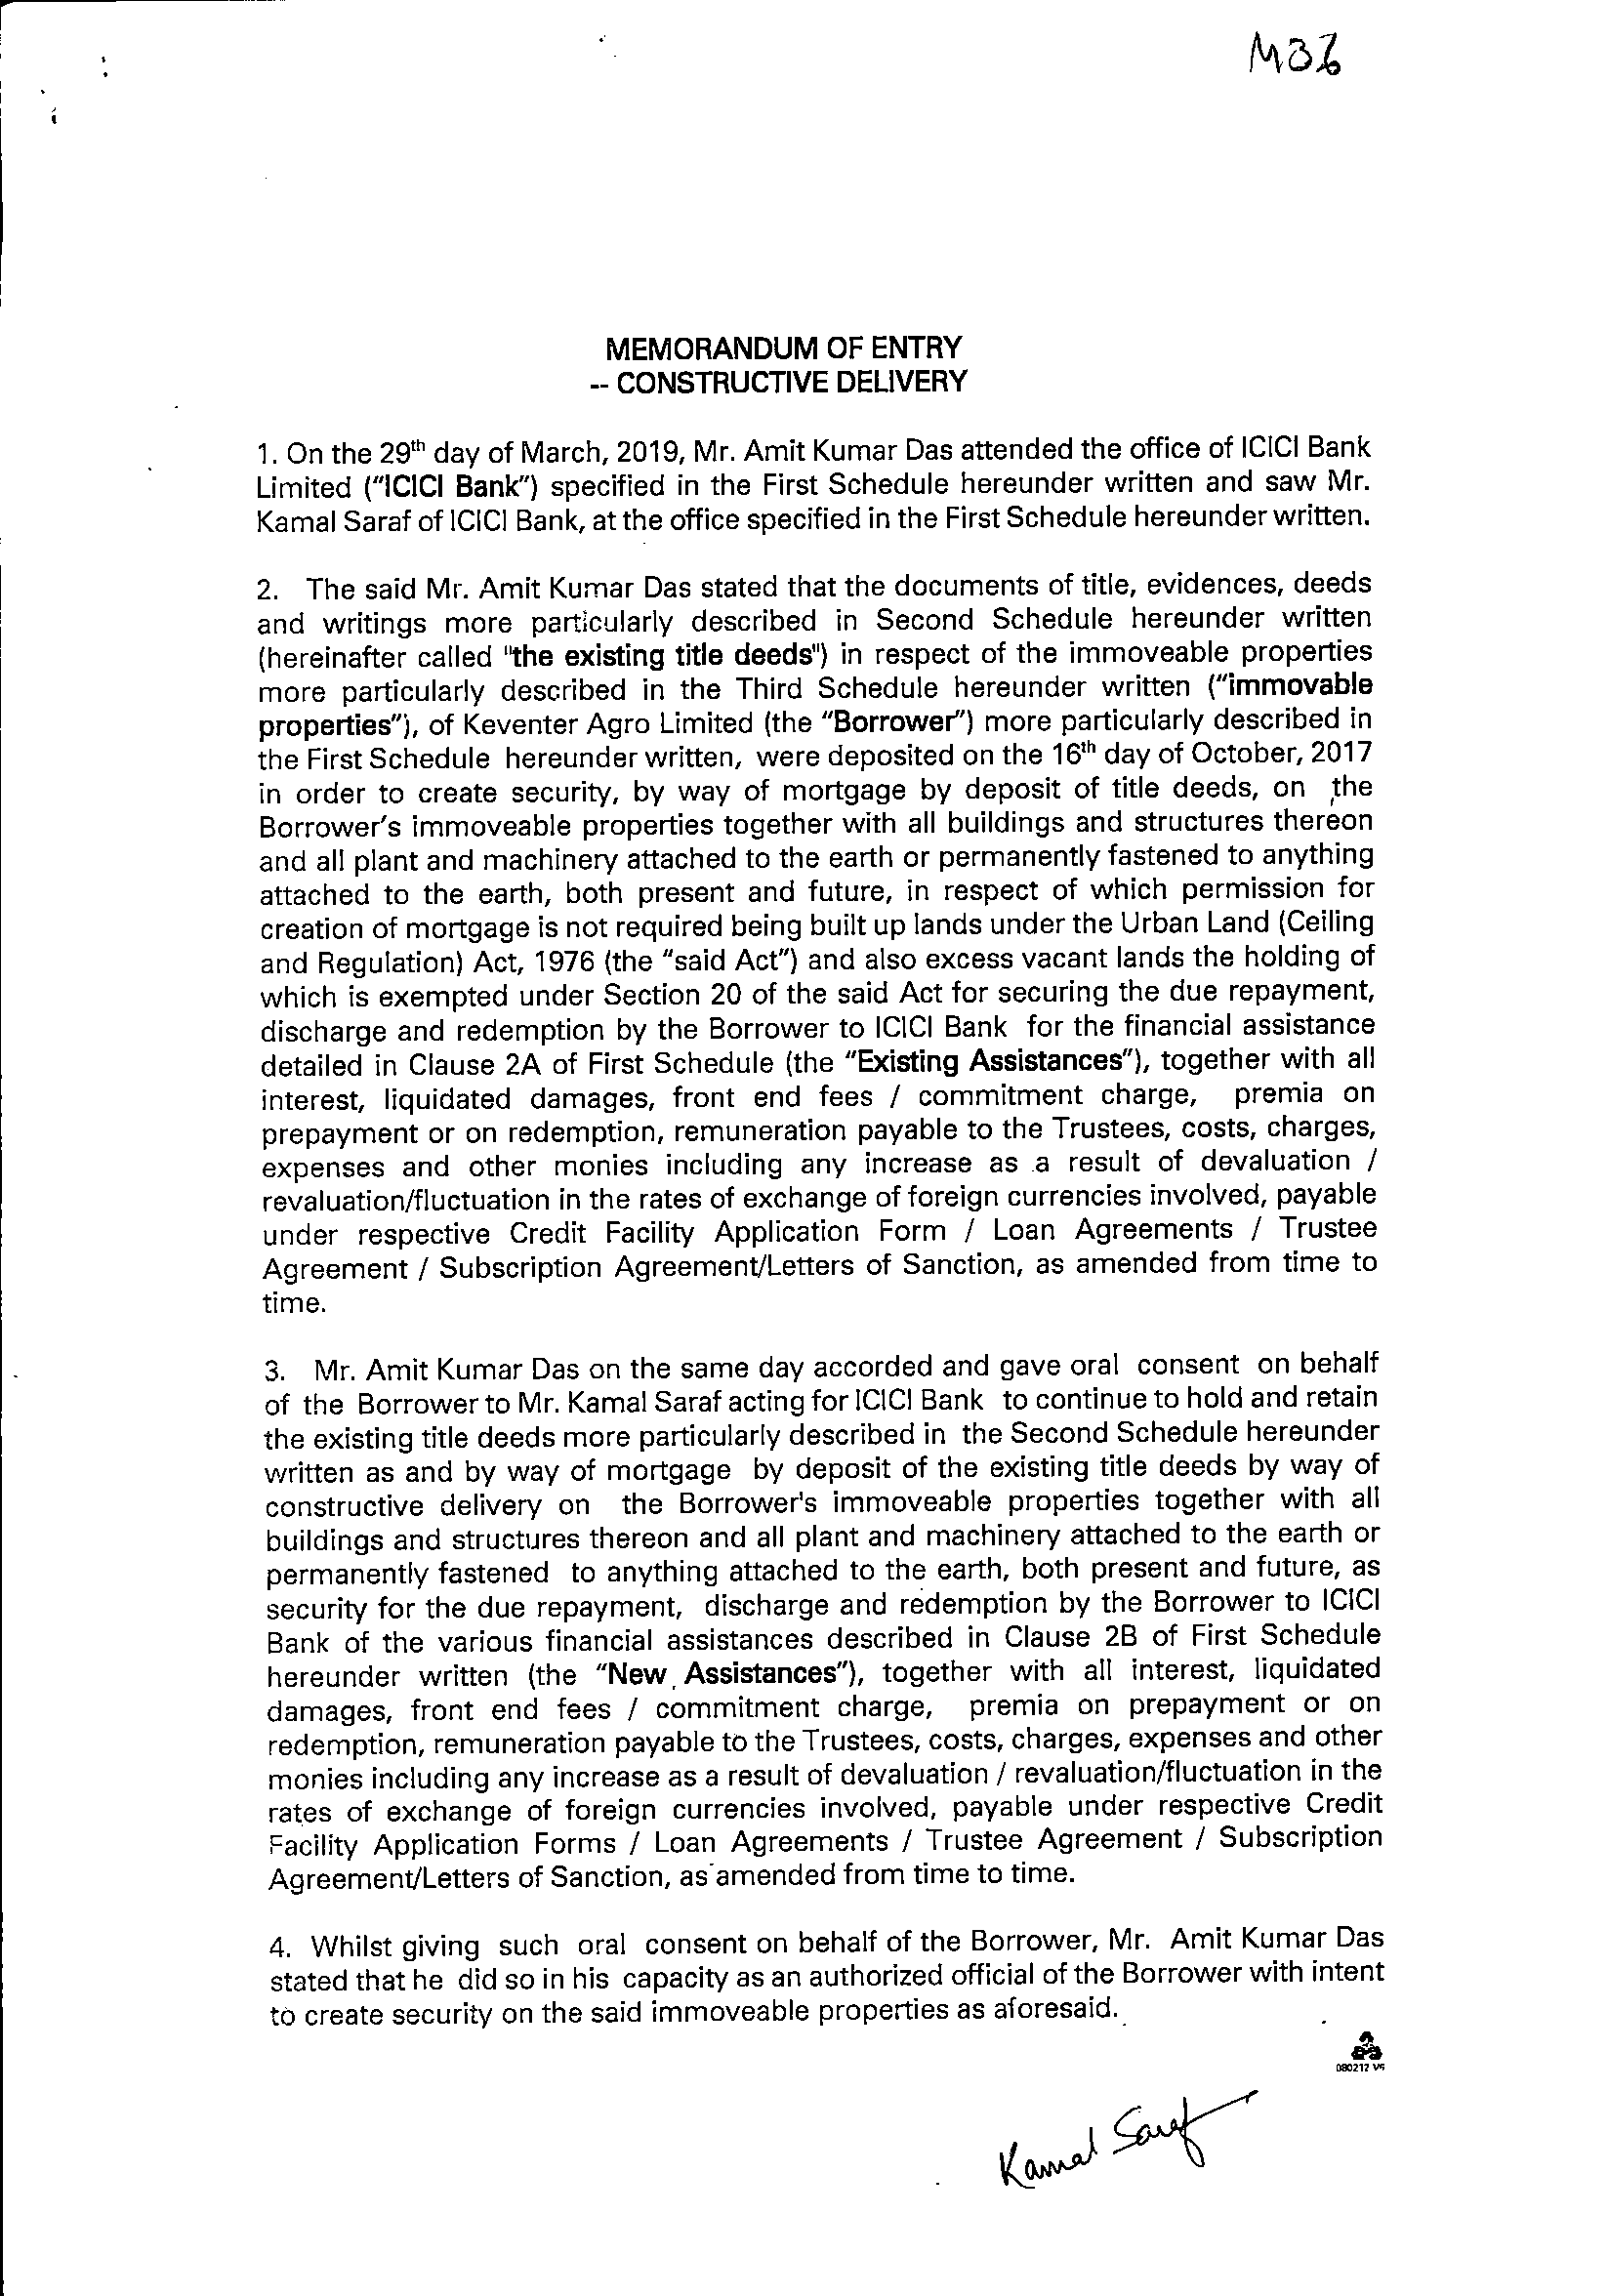 M36
MEMORANDUM OF ENTRY
-- CONSTRUCTIVE DELIVERY
1. On the 29th day of March, 2019, Mr. Amit Kumar Das attended the office of ICICI Bank
Limited ("ICICI Bank") specified in the First Schedule hereunder written and saw Mr.
Kamal Saraf of ICICI Bank, at the office specified in the First Schedule hereunder written.
2. The said Mr. Amit Kumar Das stated that the documents of title, evidences, deeds
and writings more particularly described in Second Schedule hereunder written
(hereinafter called "the existing title deeds") in respect of the immoveable properties
more particularly described in the Third Schedule hereunder written ("immovable
properties"), of Keventer Agro Limited (the "Borrower") more particularly described in
the First Schedule hereunder written, were deposited on the 16th day of October, 2017
in order to create security, by way of mortgage by deposit of title deeds, on the
Borrower's immoveable properties together with all buildings and structures thereon
and all plant and machinery attached to the earth or permanently fastened to anything
attached to the earth, both present and future, in respect of which permission for
creation of mortgage is not required being built up lands under the Urban Land (Ceiling
and Regulation) Act, 1976 (the "said Act") and also excess vacant lands the holding of
which is exempted under Section 20 of the said Act for securing the due repayment,
discharge and redemption by the Borrower to ICICI Bank for the financial assistance
detailed in Clause 2A of First Schedule (the "Existing Assistances"), together with all
interest, liquidated damages, front end fees / commitment charge, premia on
prepayment or on redemption, remuneration payable to the Trustees, costs, charges,
expenses and other monies including any increase as a result of devaluation /
revaluation/fluctuation in the rates of exchange of foreign currencies involved, payable
under respective Credit Facility Application Form / Loan Agreements / Trustee
Agreement / Subscription Agreement/Letters of Sanction, as amended from time to
time.
3. Mr. Amit Kumar Das on the same day accorded and gave oral consent on behalf
of the Borrower to Mr. Kamal Saraf acting for ICICI Bank to continue to hold and retain
the existing title deeds more particularly described in the Second Schedule hereunder
written as and by way of mortgage by deposit of the existing title deeds by way of
constructive delivery on the Borrower's immoveable properties together with all
buildings and structures thereon and all plant and machinery attached to the earth or
permanently fastened to anything attached to the earth, both present and future, as
security for the due repayment, discharge and redemption by the Borrower to ICICI
Bank of the various financial assistances described in Clause 2B of First Schedule
hereunder written (the "New Assistances"), together with all interest, liquidated
damages, front end fees / commitment charge, premia on prepayment or on
redemption, remuneration payable to the Trustees, costs, charges, expenses and other
monies including any increase as a result of devaluation / revaluation/fluctuation in the
rates of exchange of foreign currencies involved, payable under respective Credit
Facility Application Forms / Loan Agreements / Trustee Agreement / Subscription
Agreement/Letters of Sanction, as amended from time to time.
4. Whilst giving such oral consent on behalf of the Borrower, Mr. Amit Kumar Das
stated that he did so in his capacity as an authorized official of the Borrower with intent
to create security on the said immoveable properties as aforesaid.
Kamal Saraf